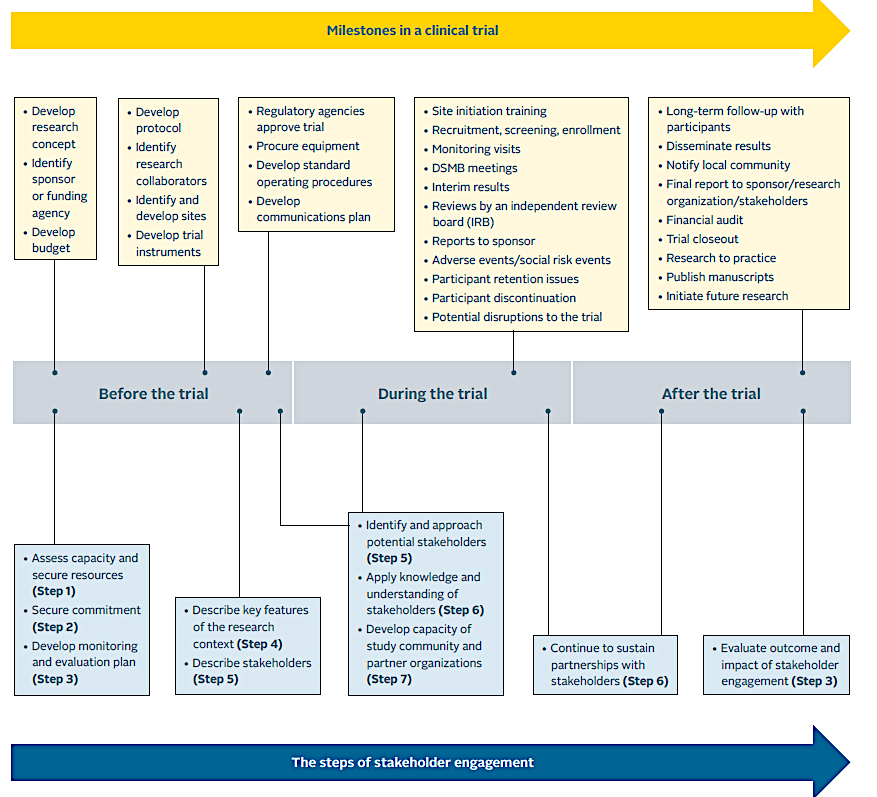 Milestones in a clinical trial
• Develop
research
concept
• Identify
sponsor
or funding
agency
• Develop
budget
• Develop
protocol
• Identify
research
collaborators
• Identify and
develop sites
• Develop trial
instruments
• Regulatory agencies
approve trial
• Procure equipment
• Develop standard
operating procedures
• Develop
communications plan
• Site initiation training
• Recruitment, screening, enrollment
• Monitoring visits
• DSMB meetings
• Interim results
• Reviews by an independent review
board (IRB)
• Reports to sponsor
• Adverse events/social risk events
• Participant retention issues
• Participant discontinuation
• Potential disruptions to the trial
• Long-term follow-up with
participants
• Disseminate results
• Notify local community
• Final report to sponsor/research
organization/stakeholders
• Financial audit
• Trial closeout
• Research to practice
• Publish manuscripts
• Initiate future research
Before the trial
During the trial
After the trial
• Assess capacity and
secure resources
(Step 1)
• Secure commitment
(Step 2)
• Develop monitoring
and evaluation plan
(Step 3)
• Describe key features
of the research
context (Step 4)
• Describe stakeholders
(Step 5)
• Identify and approach
potential stakeholders
(Step 5)
• Apply knowledge and
understanding of
stakeholders (Step 6)
• Develop capacity of
study community and
partner organizations
(Step 7)
• Continue to sustain
partnerships with
stakeholders (Step 6)
• Evaluate outcome and
impact of stakeholder
engagement (Step 3)
The steps of stakeholder engagement